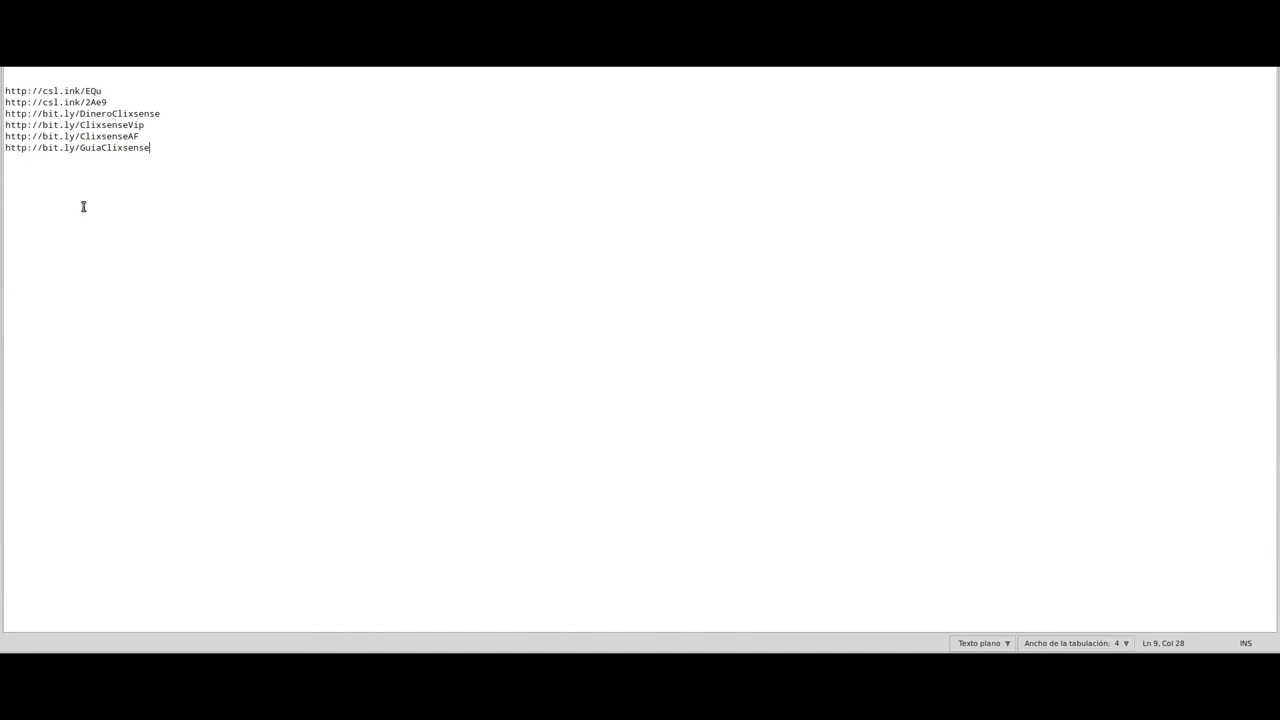 http://csl.ink/EQu
http://csl.ink/2Ae9
http://bit.ly/DineroClixsense
http://bit.ly/ClixsenseVip
http://bit.ly/ClixsenseAF
http://bit.ly/GuiaClixsense
Texto plano ▼ Ancho de la tabulación: 4 ▼ Ln 9, Col 28 INS